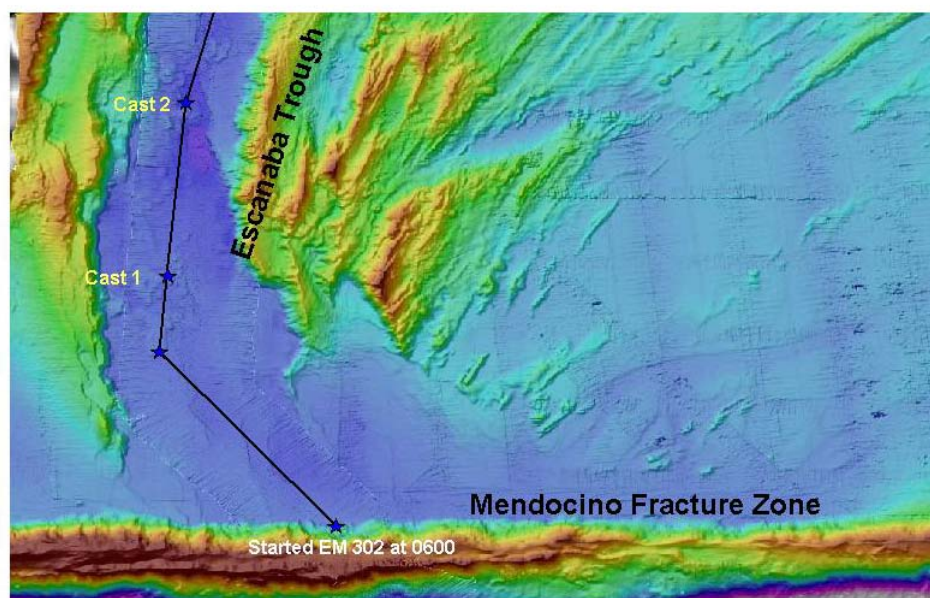 Cast 2
Escanaba Trough
Cast 1
Mendocino Fracture Zone
Started EM 302 at 0600